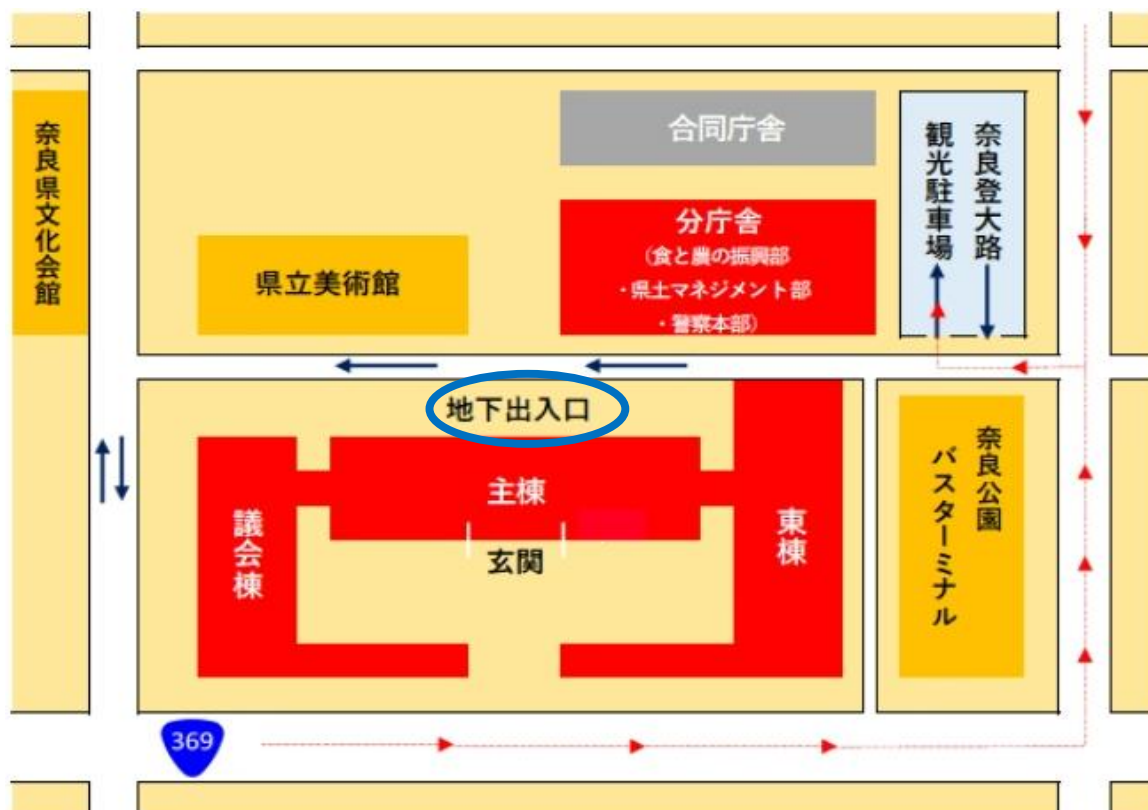 合同庁舎
奈良県文化会館
奈良登大路
観光駐車場
分庁舎
(食と農の振興部
・県土マネジメント部
・警察本部)
県立美術館
地下出入口
主棟
玄関
議会棟
東棟
奈良公園
バスターミナル
369